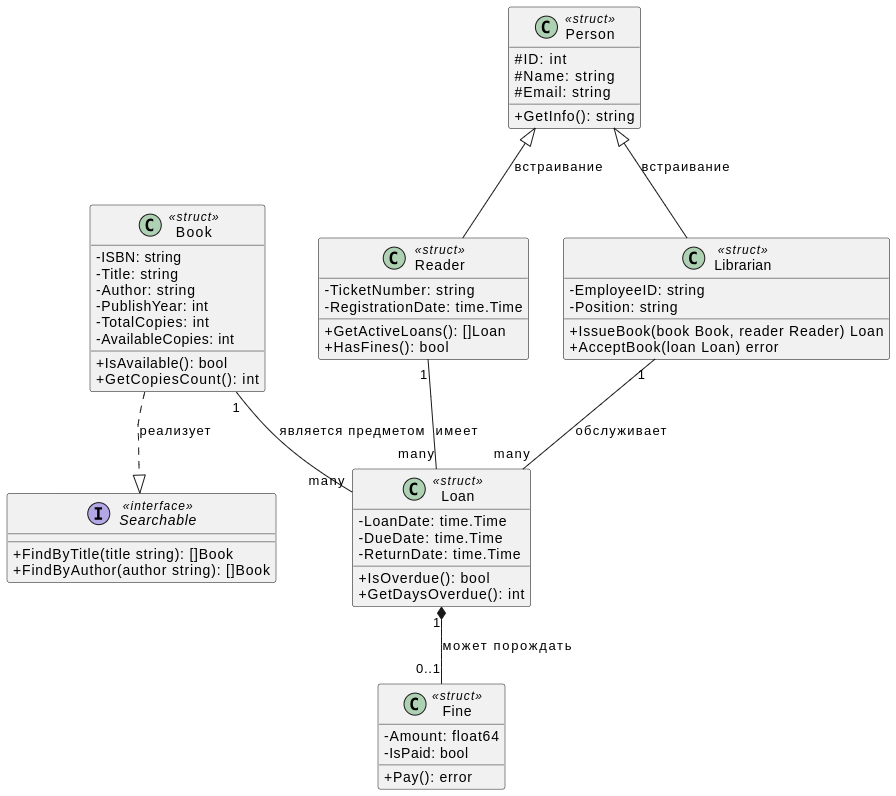 «struct»
C
Person
#ID: int
#Name: string
#Email: string
+GetInfo(): string
встраивание
встраивание
«struct»
C
Book
-ISBN: string
-Title: string
-Author: string
-PublishYear: int
-TotalCopies: int
-AvailableCopies: int
+IsAvailable(): bool
+GetCopiesCount(): int
«struct»
C
Reader
-TicketNumber: string
-RegistrationDate: time.Time
+GetActiveLoans(): []Loan
+HasFines(): bool
«struct»
C
Librarian
-EmployeeID: string
-Position: string
+IssueBook(book Book, reader Reader) Loan
+AcceptBook(loan Loan) error
1
1
1
реализует
является предметом
имеет
обслуживает
many
many
many
«interface»
I
Searchable
+FindByTitle(title string): []Book
+FindByAuthor(author string): []Book
«struct»
C
Loan
-LoanDate: time.Time
-DueDate: time.Time
-ReturnDate: time.Time
+IsOverdue(): bool
+GetDaysOverdue(): int
1
может порождать
0..1
«struct»
C
Fine
-Amount: float64
-IsPaid: bool
+Pay(): error